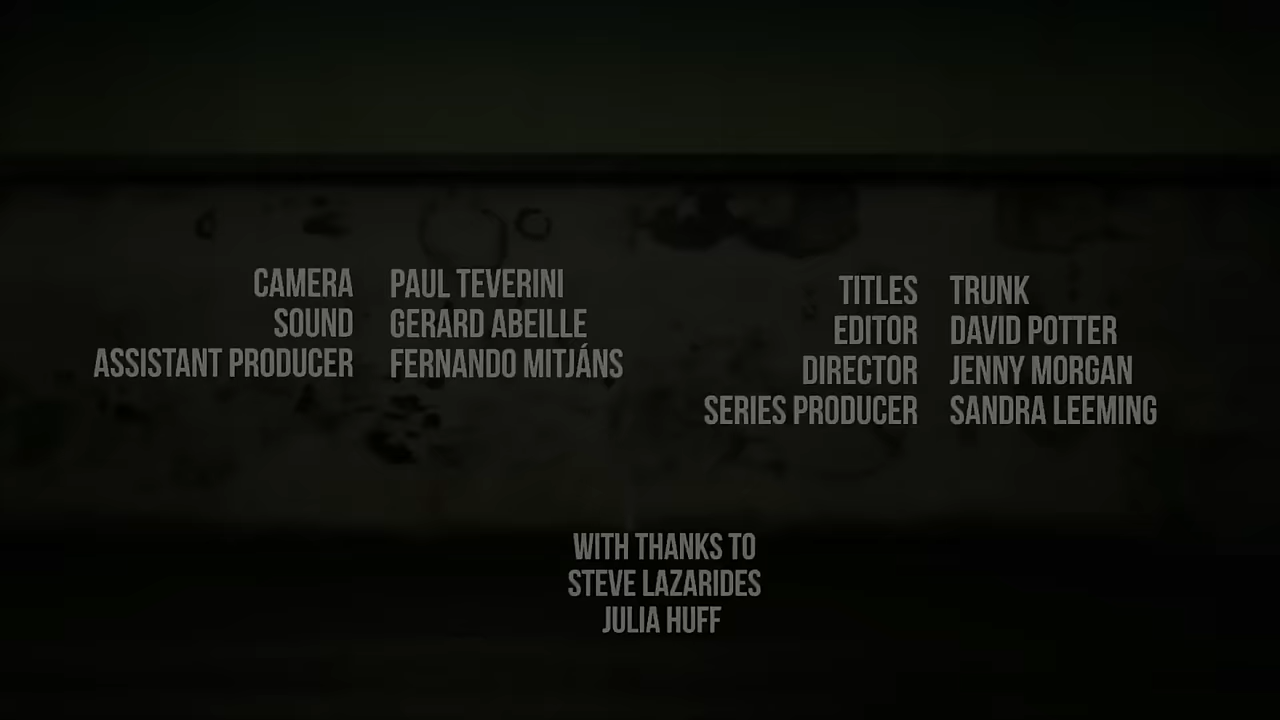 CAMERA PAUL TEVERINI
SOUND GERARD ABEILLE
ASSISTANT PRODUCER FERNANDO MITJÁNS
TITLES TRUNK
EDITOR DAVID POTTER
DIRECTOR JENNY MORGAN
SERIES PRODUCER SANDRA LEEMING
WITH THANKS TO
STEVE LAZARIDES
JULIA HUFF